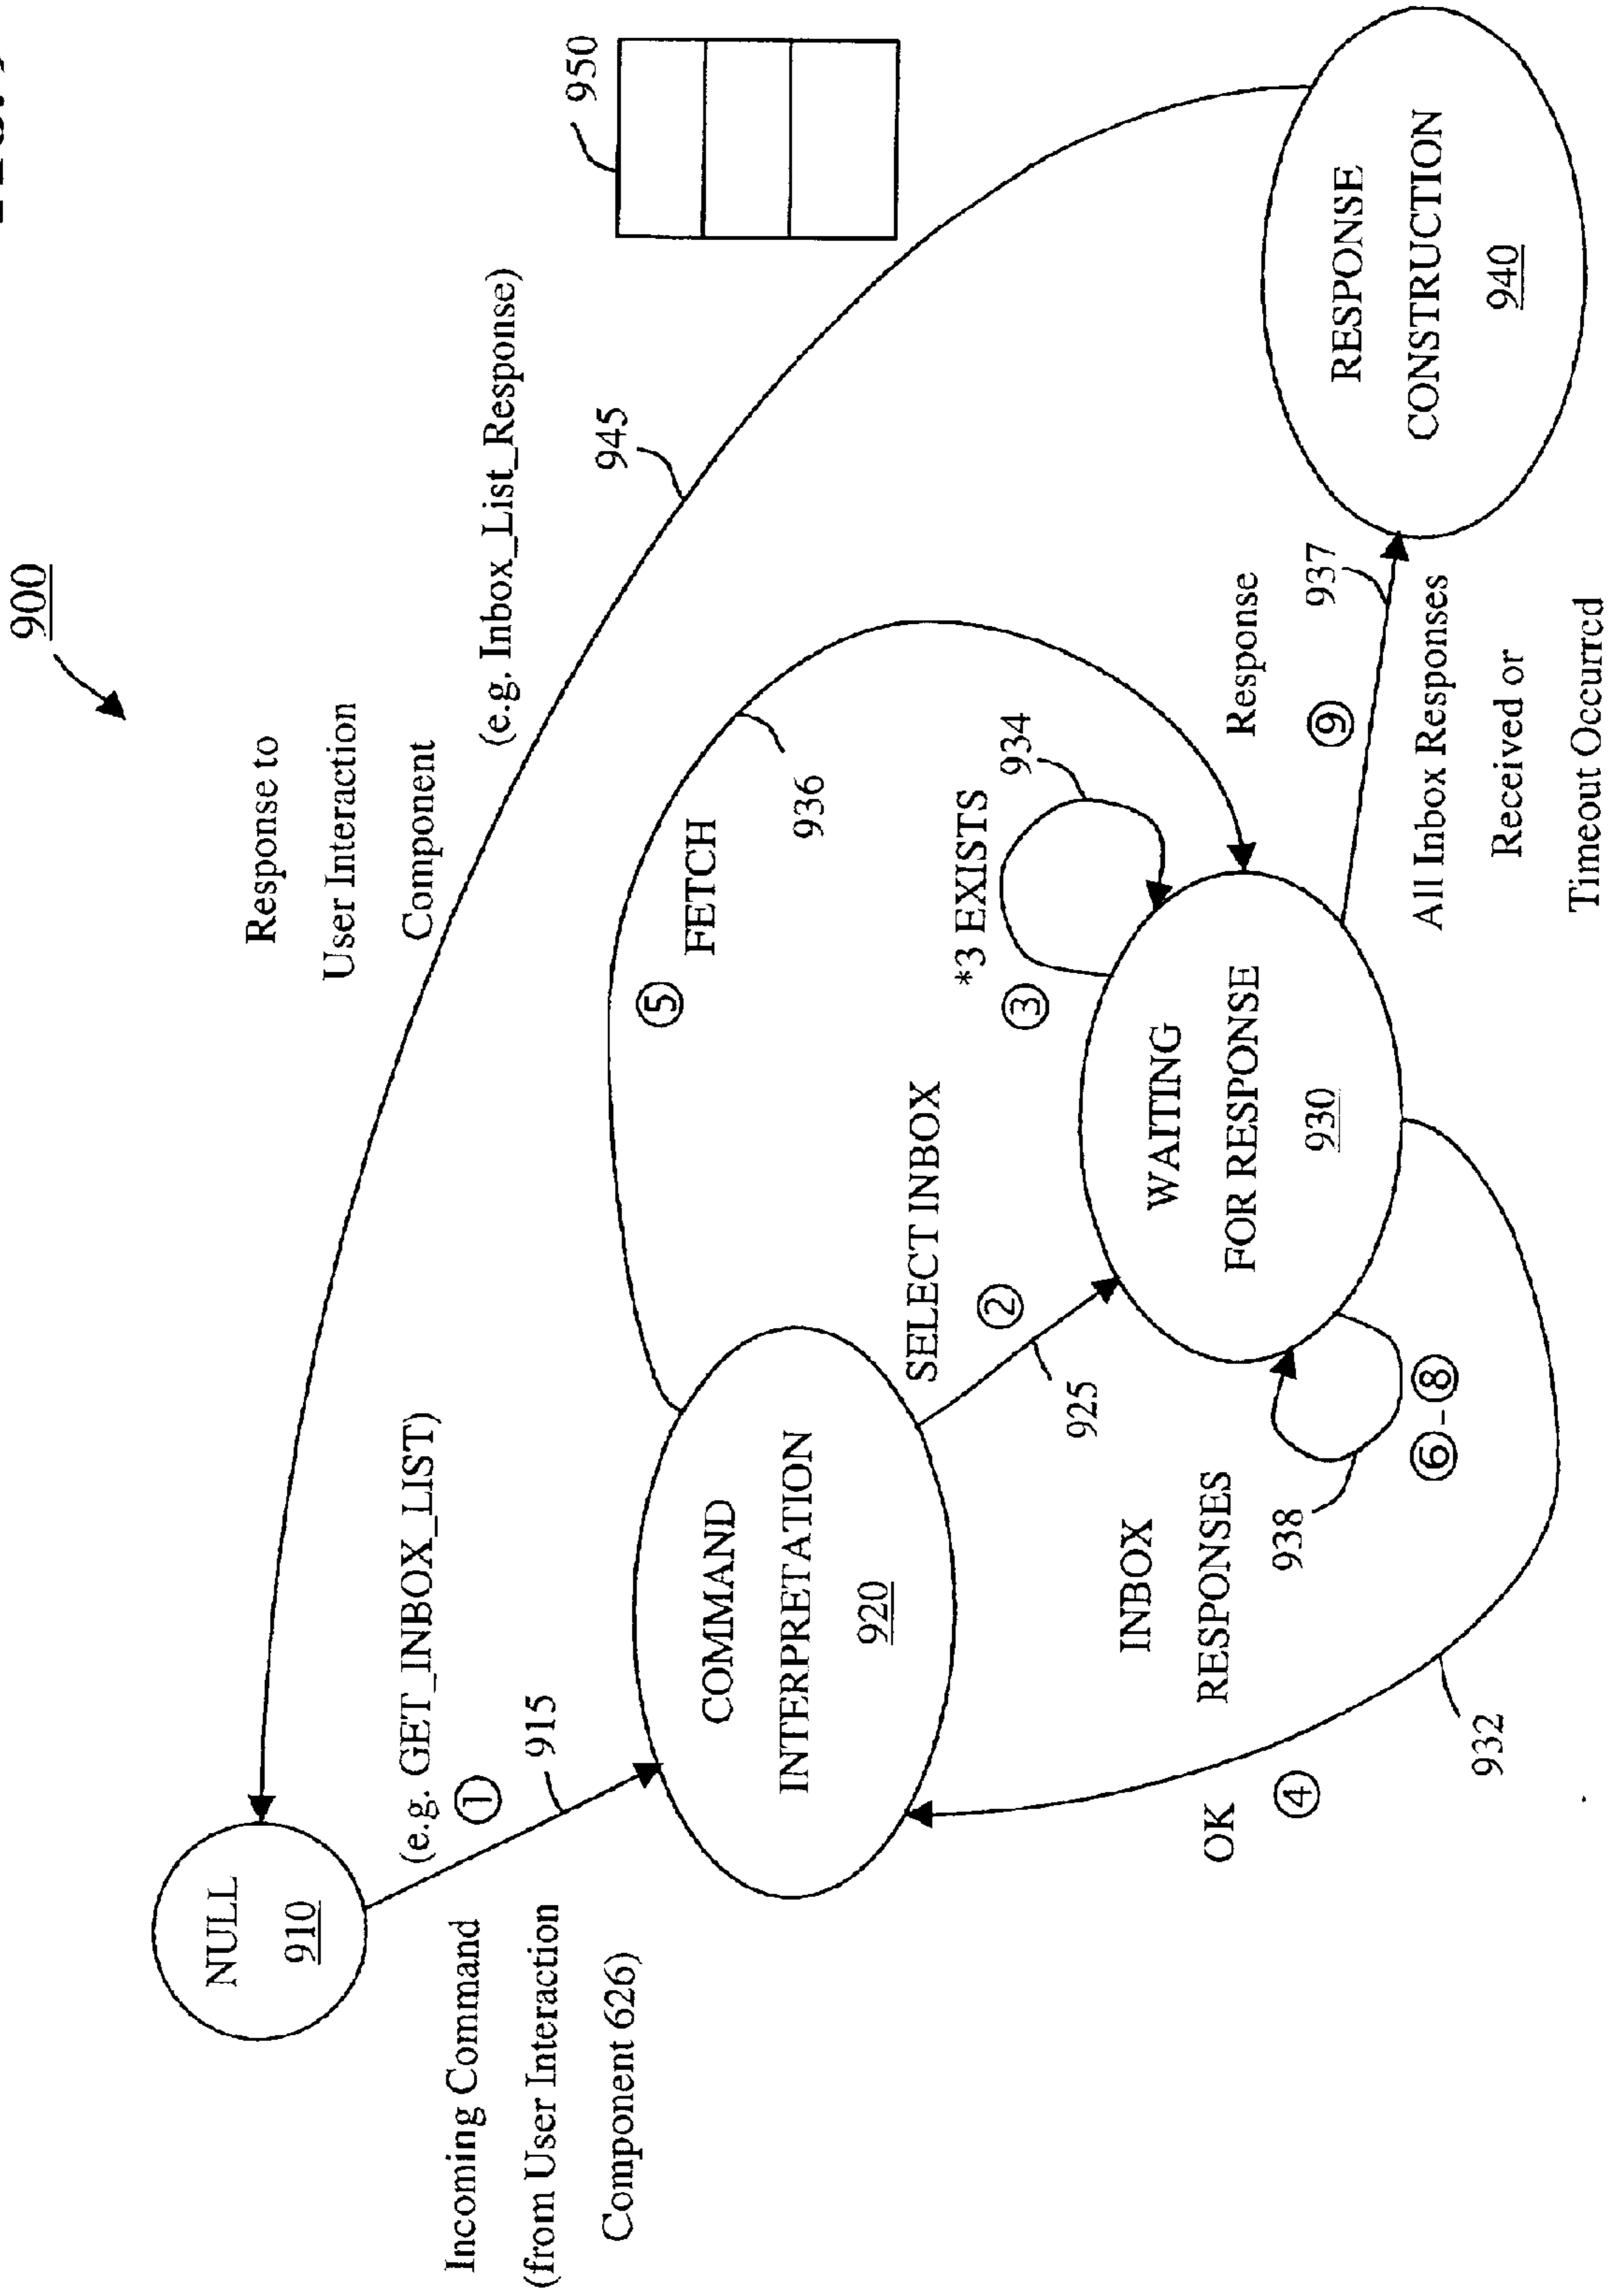 900
Response to
User Interaction
Component
(e.g. Inbox_List_Response)
945
950
NULL
910
Incoming Command
(from User Interaction
Component 626)
(e.g. GET_INBOX_LIST)
①
915
COMMAND
INTERPRETATION
920
⑤
FETCH
936
SELECT INBOX
②
925
*3 EXISTS
③
934
WAITING
FOR RESPONSE
930
INBOX
RESPONSES
938
⑥-⑧
OK
④
932
Response
⑨
937
All Inbox Responses
Received or
Timeout Occurred
RESPONSE
CONSTRUCTION
940